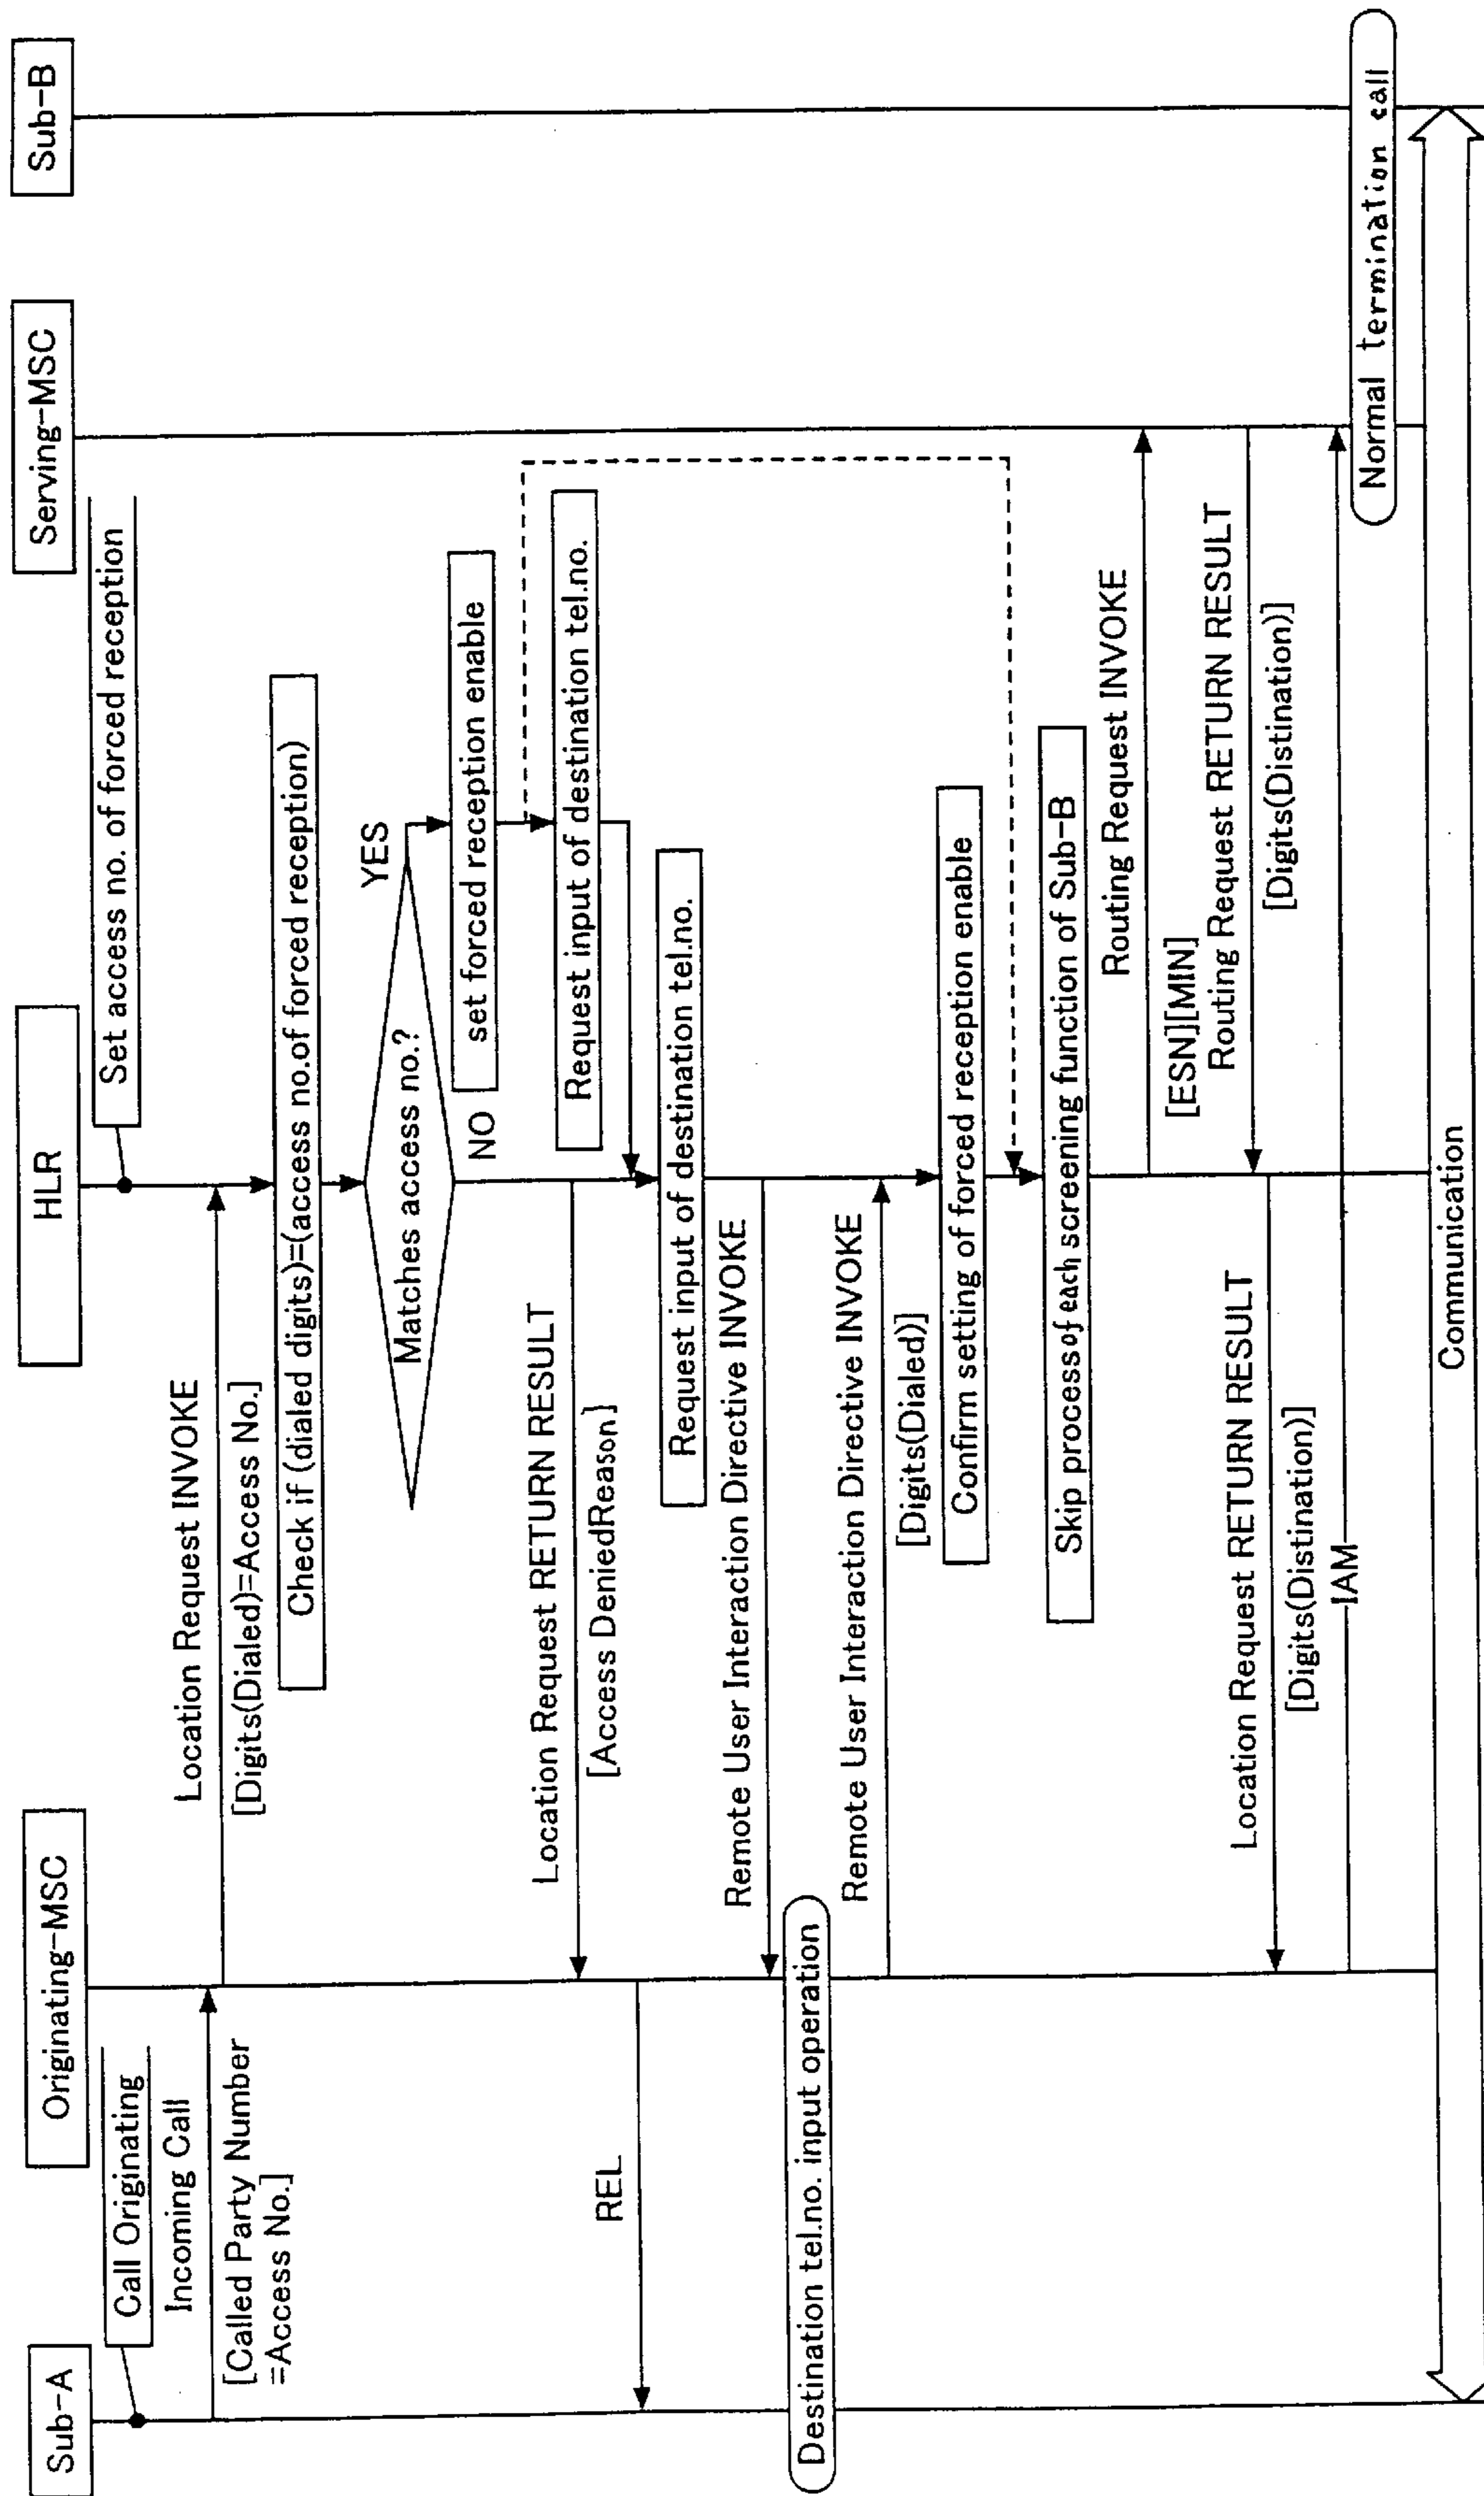 Sub-A
Originating-MSC
HLR
Serving-MSC
Sub-B
Call Originating
Set access no. of forced reception
Incoming Call
[Called Party Number
=Access No.]
Location Request INVOKE
[Digits(Dialed)=Access No.]
Check if (dialed digits)=(access no.of forced reception)
Matches access no.?
YES
NO
set forced reception enable
Request input of destination tel.no.
Location Request RETURN RESULT
[Access DeniedReason]
REL
Request input of destination tel.no.
Remote User Interaction Directive INVOKE
Destination tel.no. input operation
Remote User Interaction Directive INVOKE
[Digits(Dialed)]
Confirm setting of forced reception enable
Skip process of each screening function of Sub-B
Routing Request INVOKE
[ESN][MIN]
Routing Request RETURN RESULT
[Digits(Distination)]
Location Request RETURN RESULT
[Digits(Distination)]
IAM
Normal termination call
Communication